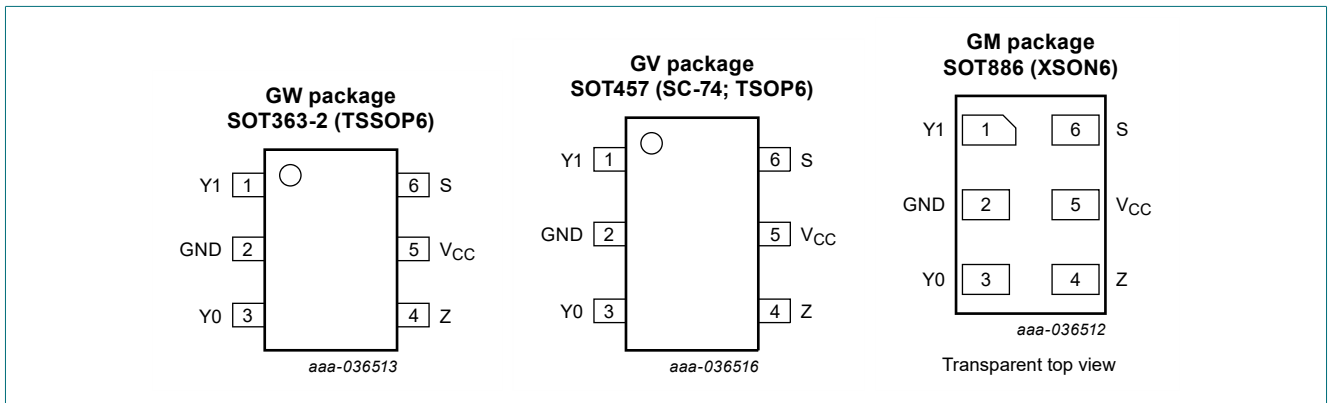 GW package
SOT363-2 (TSSOP6)
Y1 1 6 S
GND 2 5 VCC
Y0 3 4 Z
aaa-036513
GV package
SOT457 (SC-74; TSOP6)
Y1 1 6 S
GND 2 5 VCC
Y0 3 4 Z
aaa-036516
GM package
SOT886 (XSON6)
Y1 1 6 S
GND 2 5 VCC
Y0 3 4 Z
aaa-036512
Transparent top view